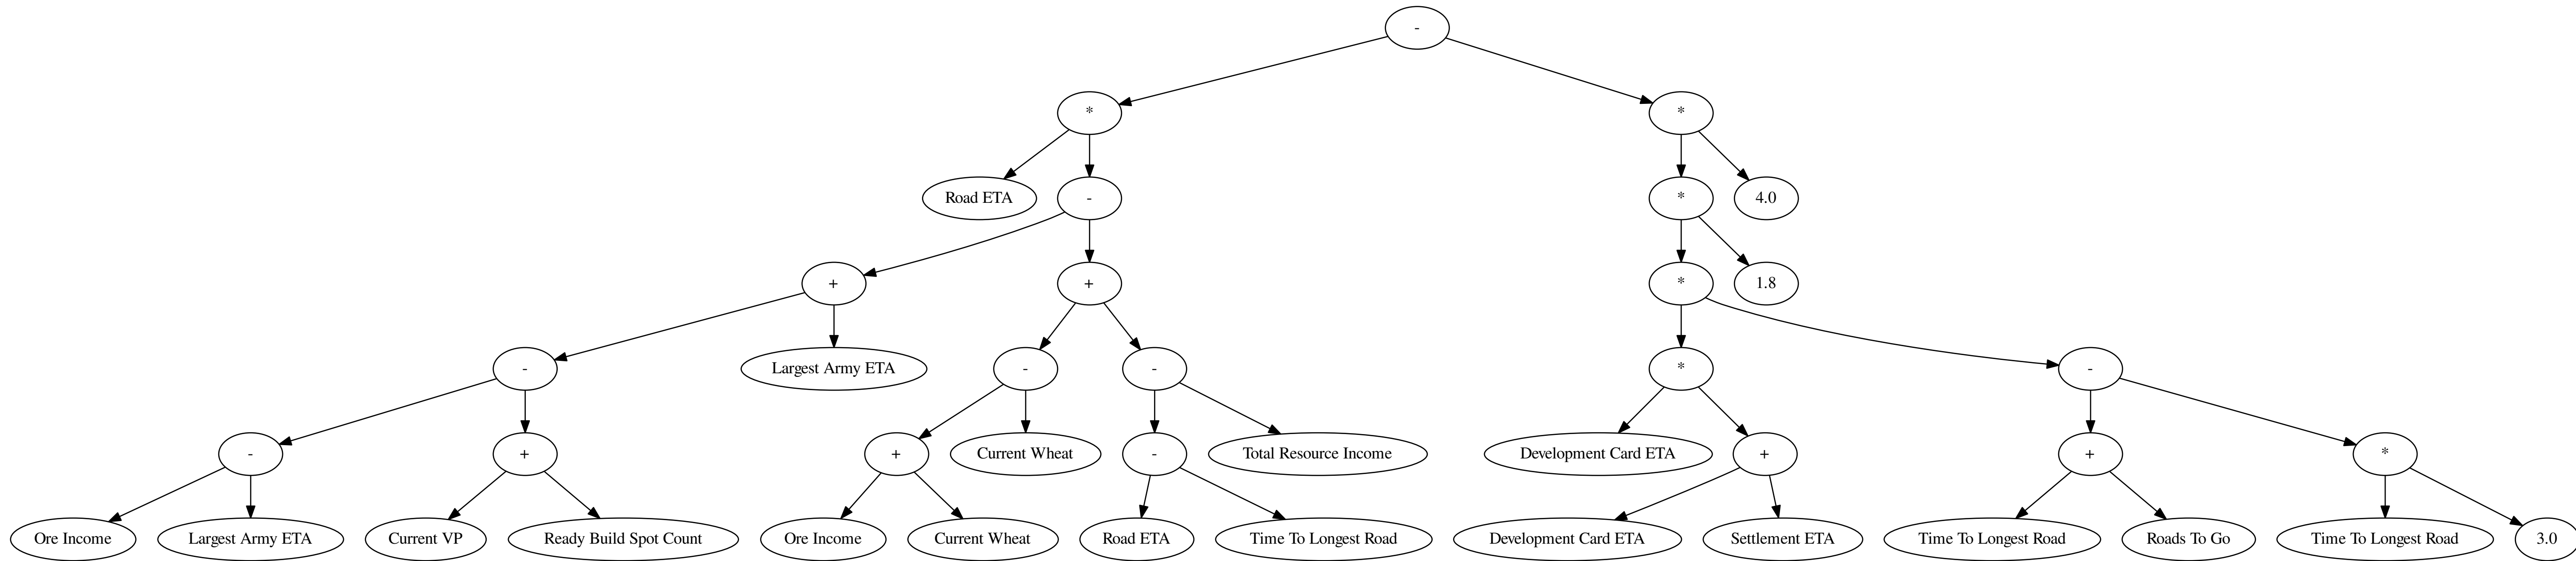 -
*
*
Road ETA
-
*
4.0
+
+
*
1.8
-
Largest Army ETA
-
-
*
-
-
+
+
Current Wheat
-
Total Resource Income
Development Card ETA
+
+
*
Ore Income
Largest Army ETA
Current VP
Ready Build Spot Count
Ore Income
Current Wheat
Road ETA
Time To Longest Road
Development Card ETA
Settlement ETA
Time To Longest Road
Roads To Go
Time To Longest Road
3.0